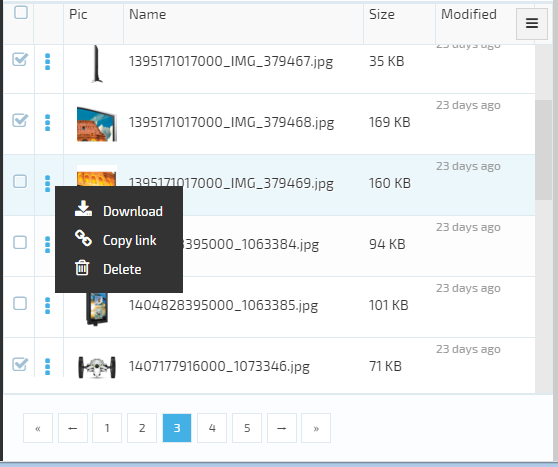 Pic Name Size Modified
23 days ago
1395171017000_IMG_379467.jpg 35 KB
23 days ago
1395171017000_IMG_379468.jpg 169 KB
23 days ago
1395171017000_IMG_379469.jpg 160 KB
Download
23 days ago
Copy link
8395000_1063384.jpg 94 KB
Delete
23 days ago
1404828395000_1063385.jpg 101 KB
23 days ago
1407177916000_1073346.jpg 71 KB
« ← 1 2 3 4 5 → »